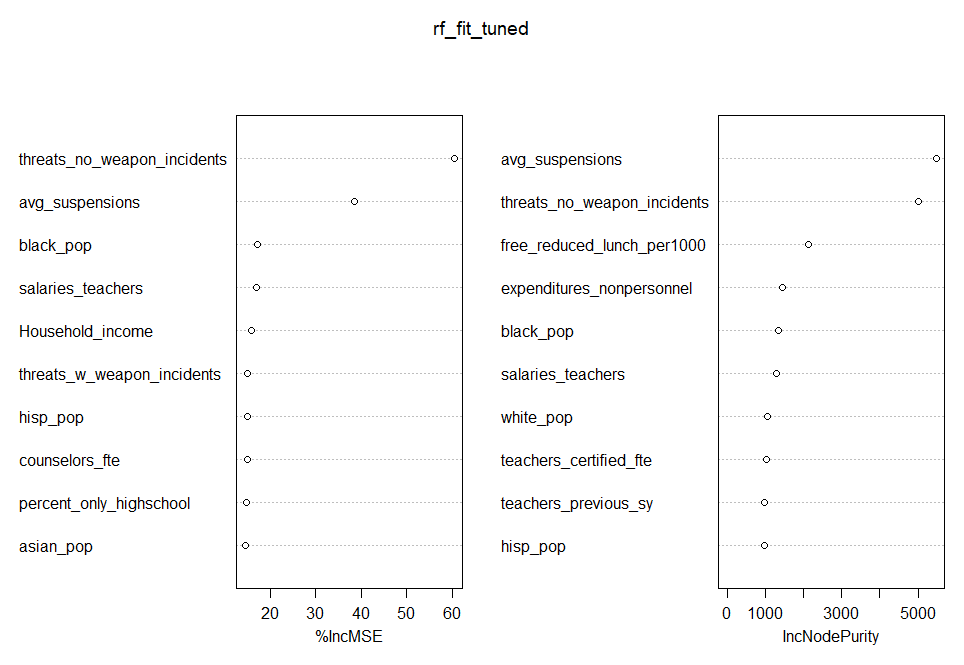 rf_fit_tuned
threats_no_weapon_incidents
avg_suspensions
black_pop
salaries_teachers
Household_income
threats_w_weapon_incidents
hisp_pop
counselors_fte
percent_only_highschool
asian_pop
20 30 40 50 60
%IncMSE
avg_suspensions
threats_no_weapon_incidents
free_reduced_lunch_per1000
expenditures_nonpersonnel
black_pop
salaries_teachers
white_pop
teachers_certified_fte
teachers_previous_sy
hisp_pop
0 1000 3000 5000
IncNodePurity